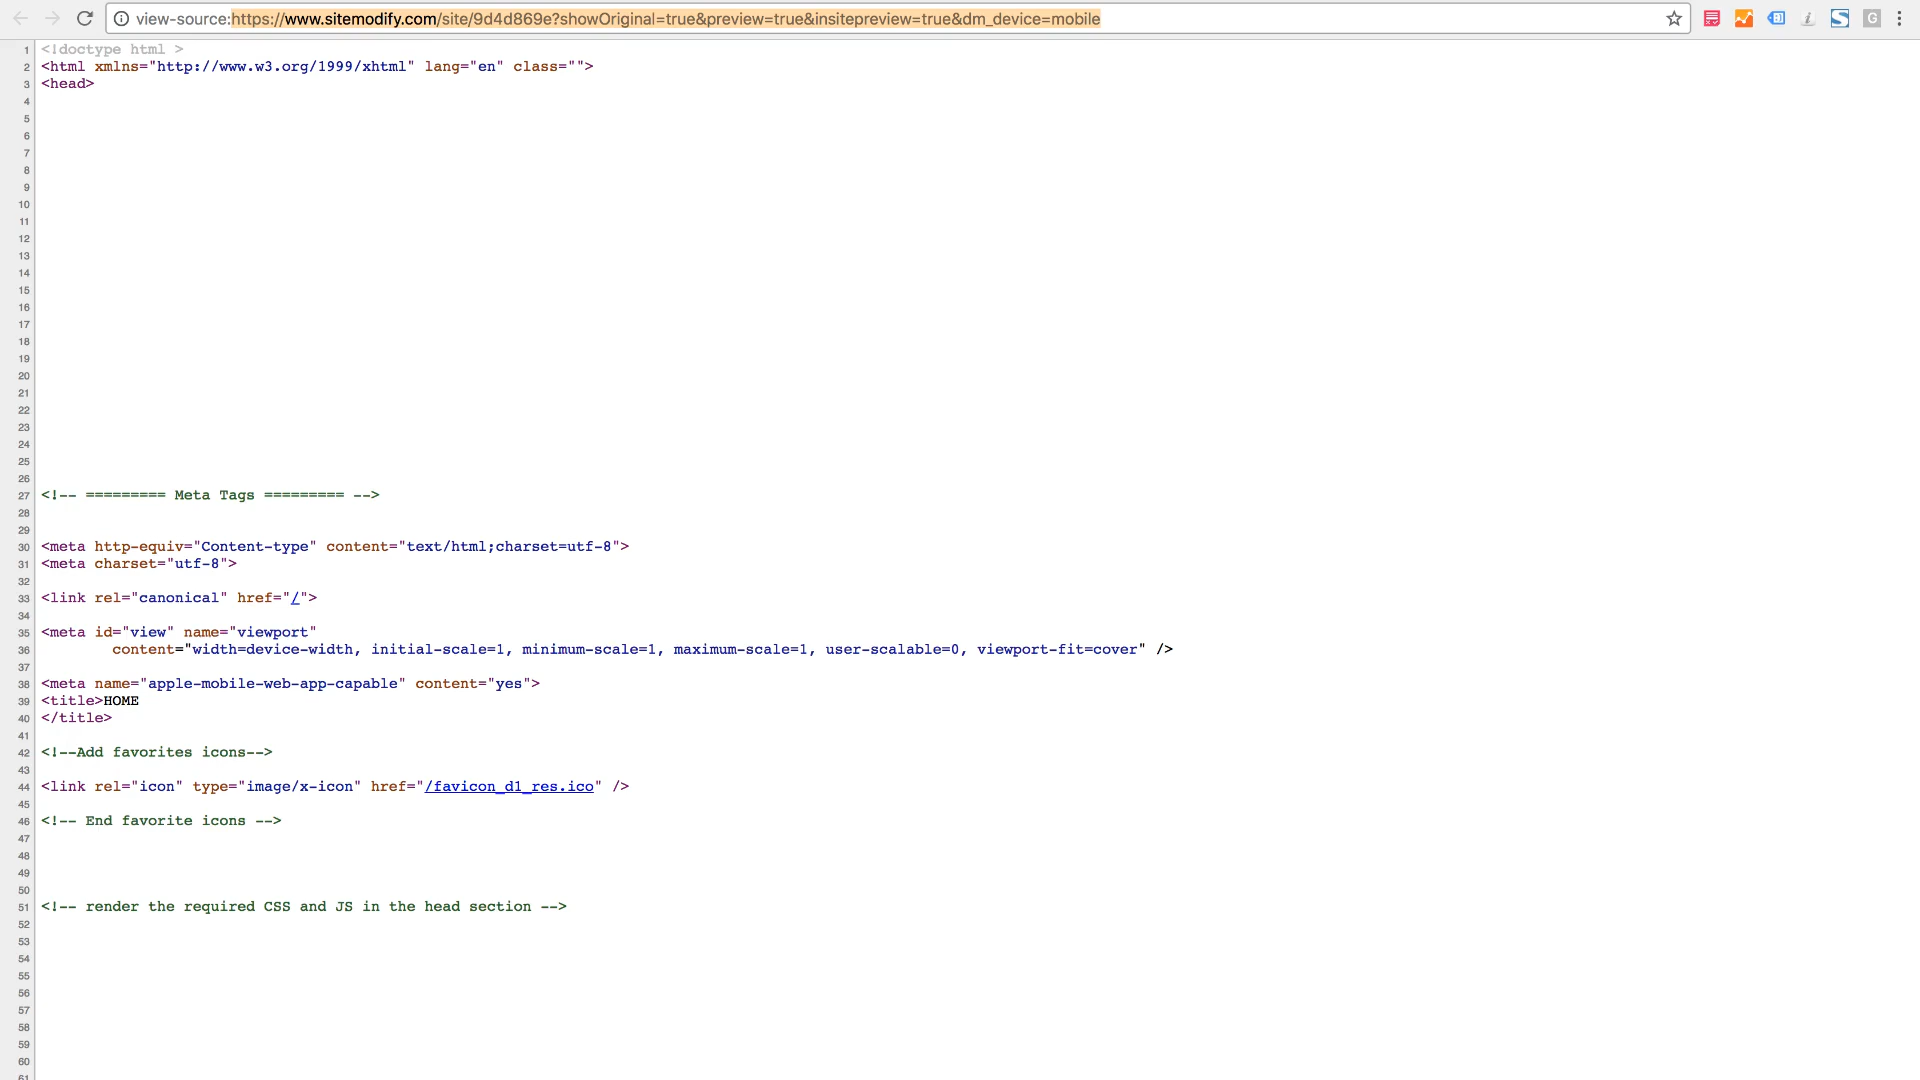 view-source:https://www.sitemodify.com/site/9d4d869e?showOriginal=true&preview=true&insitepreview=true&dm_device=mobile
1 <!doctype html >
2 <html xmlns="http://www.w3.org/1999/xhtml" lang="en" class="">
3 <head>
4
5
6
7
8
9
10
11
12
13
14
15
16
17
18
19
20
21
22
23
24
25
26
27 <!-- ========= Meta Tags ========= -->
28
29
30 <meta http-equiv="Content-type" content="text/html;charset=utf-8">
31 <meta charset="utf-8">
32
33 <link rel="canonical" href="/">
34
35 <meta id="view" name="viewport"
36 content="width=device-width, initial-scale=1, minimum-scale=1, maximum-scale=1, user-scalable=0, viewport-fit=cover" />
37
38 <meta name="apple-mobile-web-app-capable" content="yes">
39 <title>HOME
40 </title>
41
42 <!--Add favorites icons-->
43
44 <link rel="icon" type="image/x-icon" href="/favicon_d1_res.ico" />
45
46 <!-- End favorite icons -->
47
48
49
50
51 <!-- render the required CSS and JS in the head section -->
52
53
54
55
56
57
58
59
60
61